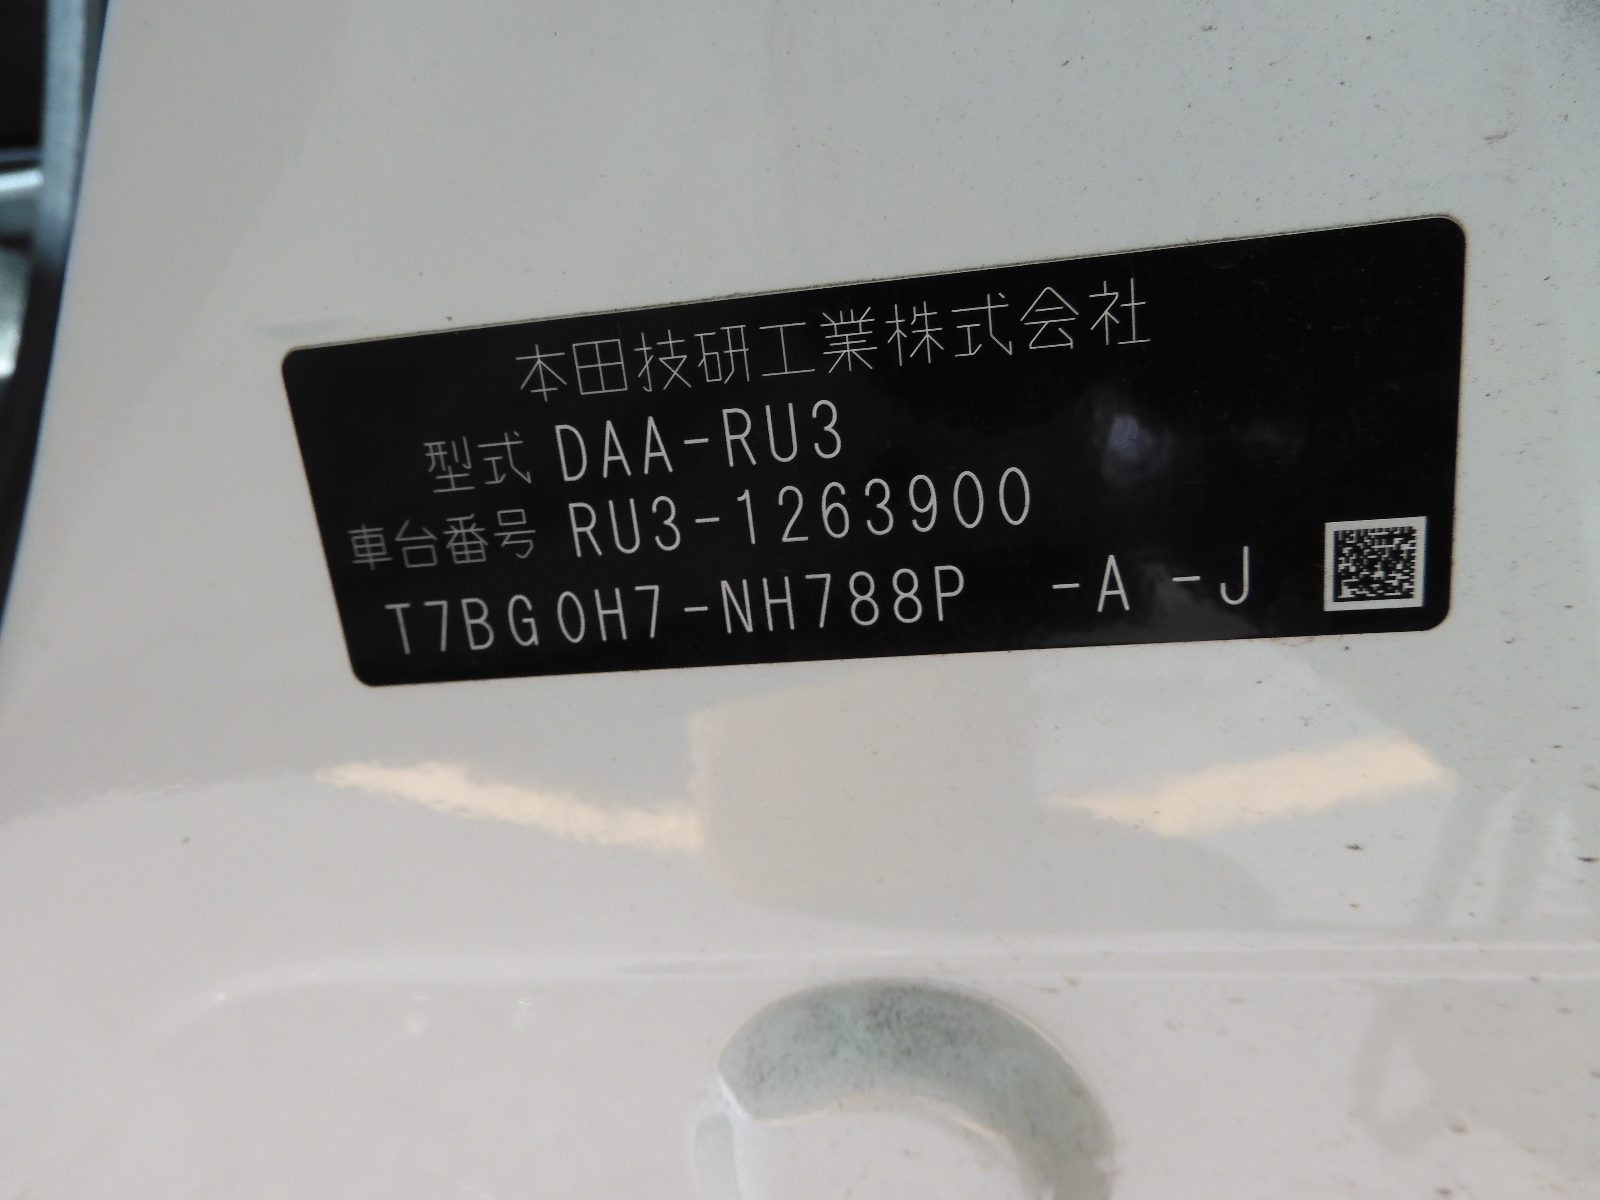 本田技研工業株式会社
型式 DAA-RU3
車台番号 RU3-1263900
T7BG0H7-NH788P -A -J